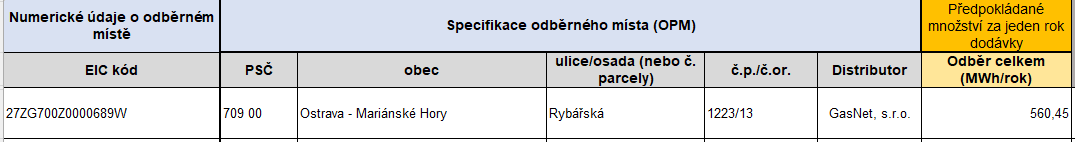 Numerické údaje o odběrném místě
Specifikace odběrného místa (OPM)
Předpokládané množství za jeden rok dodávky
EIC kód
PSČ
obec
ulice/osada (nebo č. parcely)
č.p./č.or.
Distributor
Odběr celkem (MWh/rok)
27ZG700Z0000689W
709 00
Ostrava - Mariánské Hory
Rybářská
1223/13
GasNet, s.r.o.
560,45